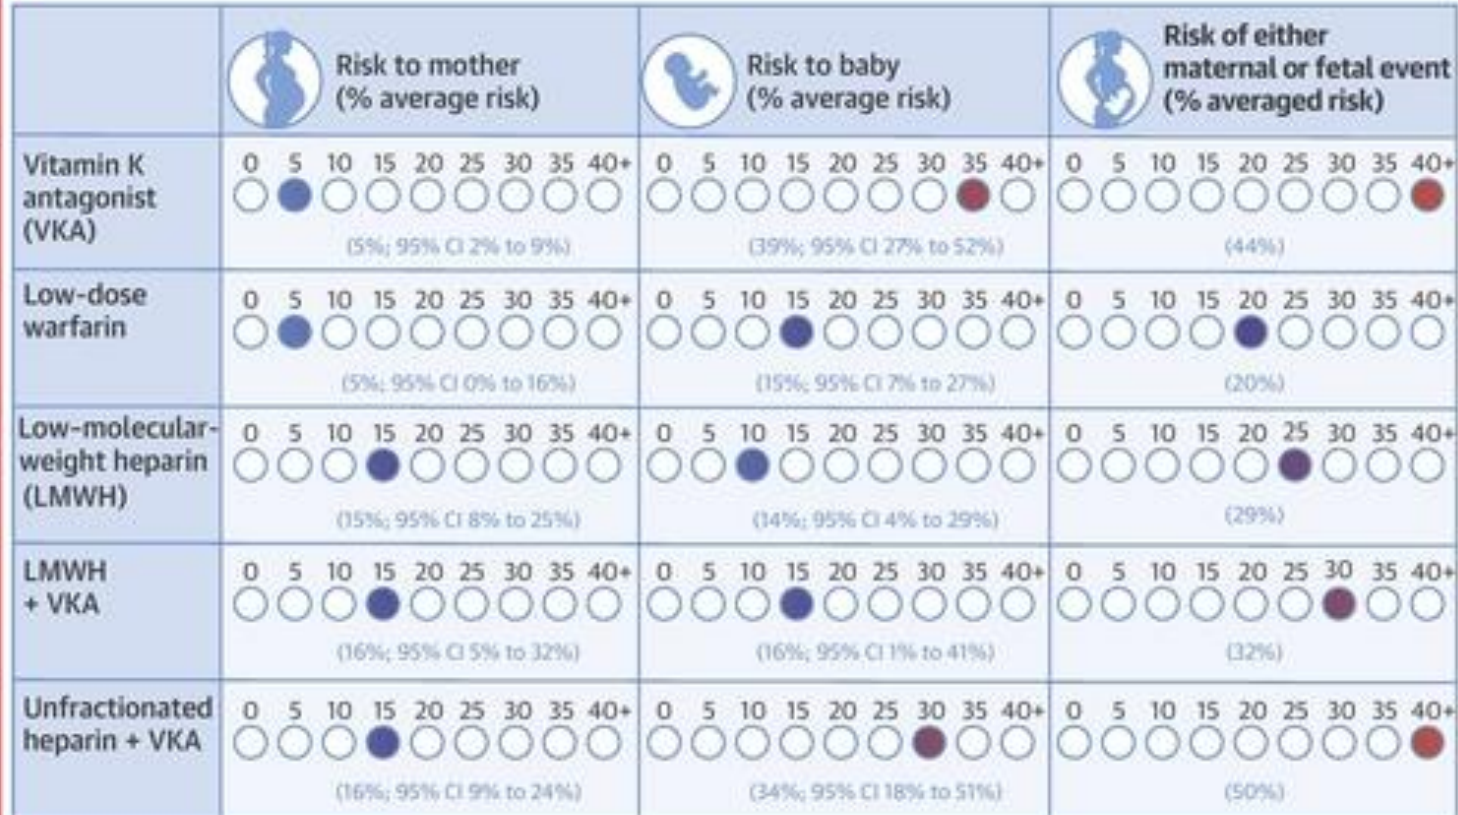 Risk to mother
(% average risk)
Risk to baby
(% average risk)
Risk of either
maternal or fetal event
(% averaged risk)
Vitamin K
antagonist
(VKA)
0 5 10 15 20 25 30 35 40+
(5%; 95% CI 2% to 9%)
0 5 10 15 20 25 30 35 40+
(39%; 95% CI 27% to 52%)
0 5 10 15 20 25 30 35 40+
(44%)
Low-dose
warfarin
0 5 10 15 20 25 30 35 40+
(5%; 95% CI 0% to 16%)
0 5 10 15 20 25 30 35 40+
(15%; 95% CI 7% to 27%)
0 5 10 15 20 25 30 35 40+
(20%)
Low-molecular-
weight heparin
(LMWH)
0 5 10 15 20 25 30 35 40+
(15%; 95% CI 8% to 25%)
0 5 10 15 20 25 30 35 40+
(14%; 95% CI 4% to 29%)
0 5 10 15 20 25 30 35 40+
(29%)
LMWH
+ VKA
0 5 10 15 20 25 30 35 40+
(16%; 95% CI 5% to 32%)
0 5 10 15 20 25 30 35 40+
(16%; 95% CI 1% to 41%)
0 5 10 15 20 25 30 35 40+
(32%)
Unfractionated
heparin + VKA
0 5 10 15 20 25 30 35 40+
(16%; 95% CI 9% to 24%)
0 5 10 15 20 25 30 35 40+
(34%; 95% CI 18% to 51%)
0 5 10 15 20 25 30 35 40+
(50%)